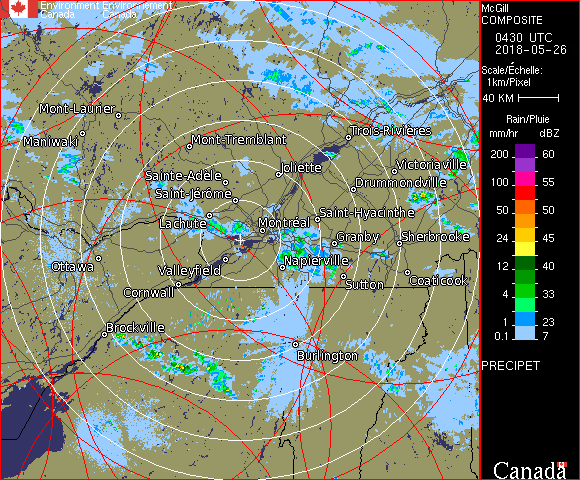 Environment Environnement
Canada Canada
McGill
COMPOSITE
0430 UTC
2018-05-26
Scale/Échelle:
1km/Pixel
40 KM
Rain/Pluie
mm/hr dBZ
200 60
100 55
50 50
24 45
12 40
4 33
1 23
0.1 7
PRECIPET
Canada
Mont-Laurier
Maniwaki
Mont-Tremblant
Trois-Rivières
Joliette
Victoriaville
Sainte-Adèle
Drummondville
Saint-Jérôme
Saint-Hyacinthe
Lachute
Montréal
Granby
Sherbrooke
Napierville
Ottawa
Valleyfield
Sutton
Coaticook
Cornwall
Brockville
Burlington